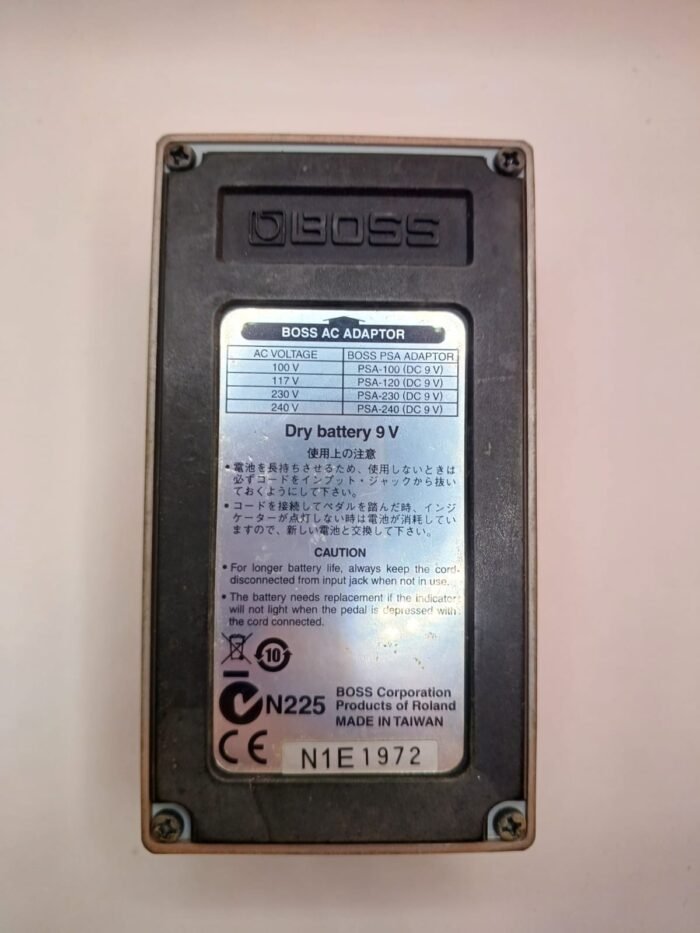 BOSS
BOSS AC ADAPTOR
AC VOLTAGE BOSS PSA ADAPTOR
100 V PSA-100 (DC 9 V)
117 V PSA-120 (DC 9 V)
230 V PSA-230 (DC 9 V)
240 V PSA-240 (DC 9 V)
Dry battery 9 V
使用上の注意
• 電池を長持ちさせるため、使用しないときは
必ずコードをインプット・ジャックから抜い
ておくようにして下さい。
• コードを接続してペダルを踏んだ時、インジ
ケーターが点灯しない時は電池が消耗してい
ますので、新しい電池と交換して下さい。
CAUTION
• For longer battery life, always keep the cord
disconnected from input jack when not in use.
• The battery needs replacement if the indicator
will not light when the pedal is depressed with
the cord connected.
10
N225
BOSS Corporation
Products of Roland
MADE IN TAIWAN
CE
N1E1972